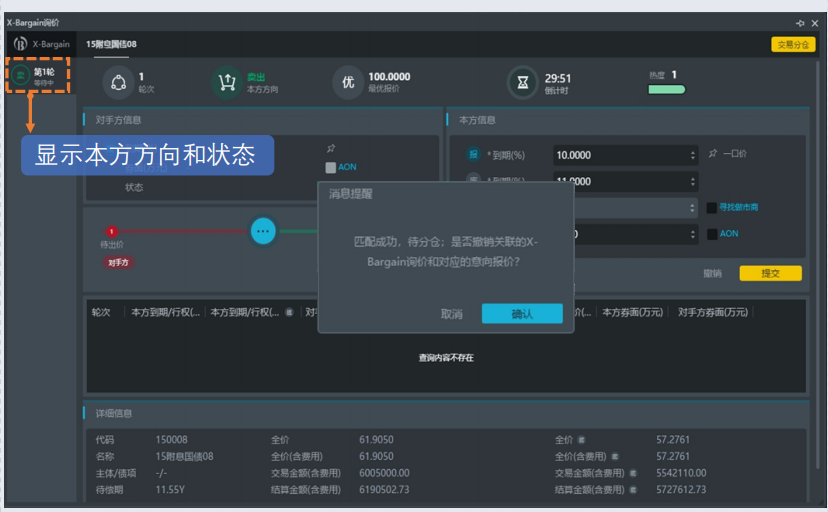 X-Bargain询价
X-Bargain
15附息国债08
交易分仓
卖
第1轮
等待中
1
轮次
卖出
本方方向
优
100.0000
最优报价
29:51
倒计时
热度 1
对手方信息
本方信息
显示本方方向和状态
AON
状态
报
*到期(%)
10.0000
一口价
11.0000
寻找做市商
AON
1
待出价
对手方
消息提醒
匹配成功，待分仓；是否撤销关联的X-
Bargain询价和对应的意向报价？
取消
确认
撤销
提交
轮次
本方到期/行权(...
本方到期/行权(...
本方券面(万元)
对手方券面(万元)
查询内容不存在
详细信息
代码 150008 全价 61.9050 全价 57.2761
名称 15附息国债08 全价(含费用) 61.9050 全价(含费用) 57.2761
主体/债项 -/- 交易金额(含费用) 6005000.00 交易金额(含费用) 5542110.00
待偿期 11.55Y 结算金额(含费用) 6190502.73 结算金额(含费用) 5727612.73